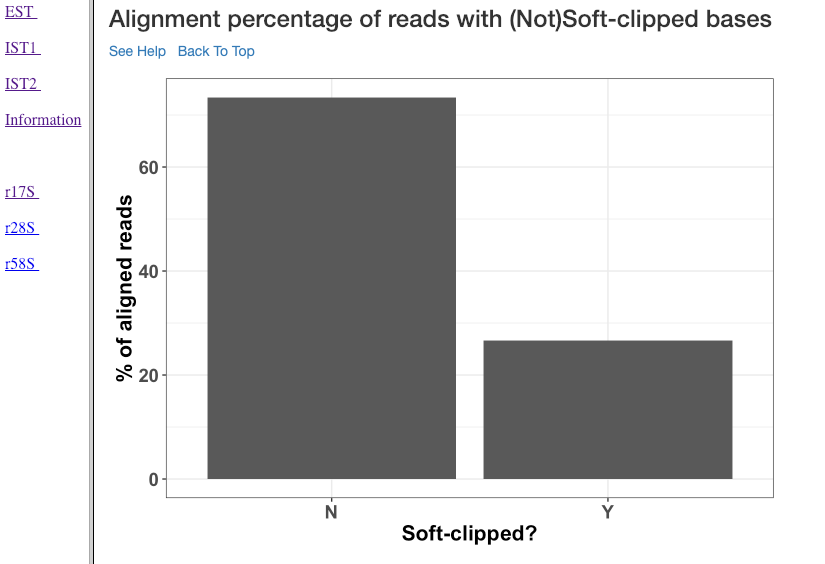 EST
IST1
IST2
Information
r17S
r28S
r58S
Alignment percentage of reads with (Not)Soft-clipped bases
See Help Back To Top
% of aligned reads
60
40
20
0
N Y
Soft-clipped?